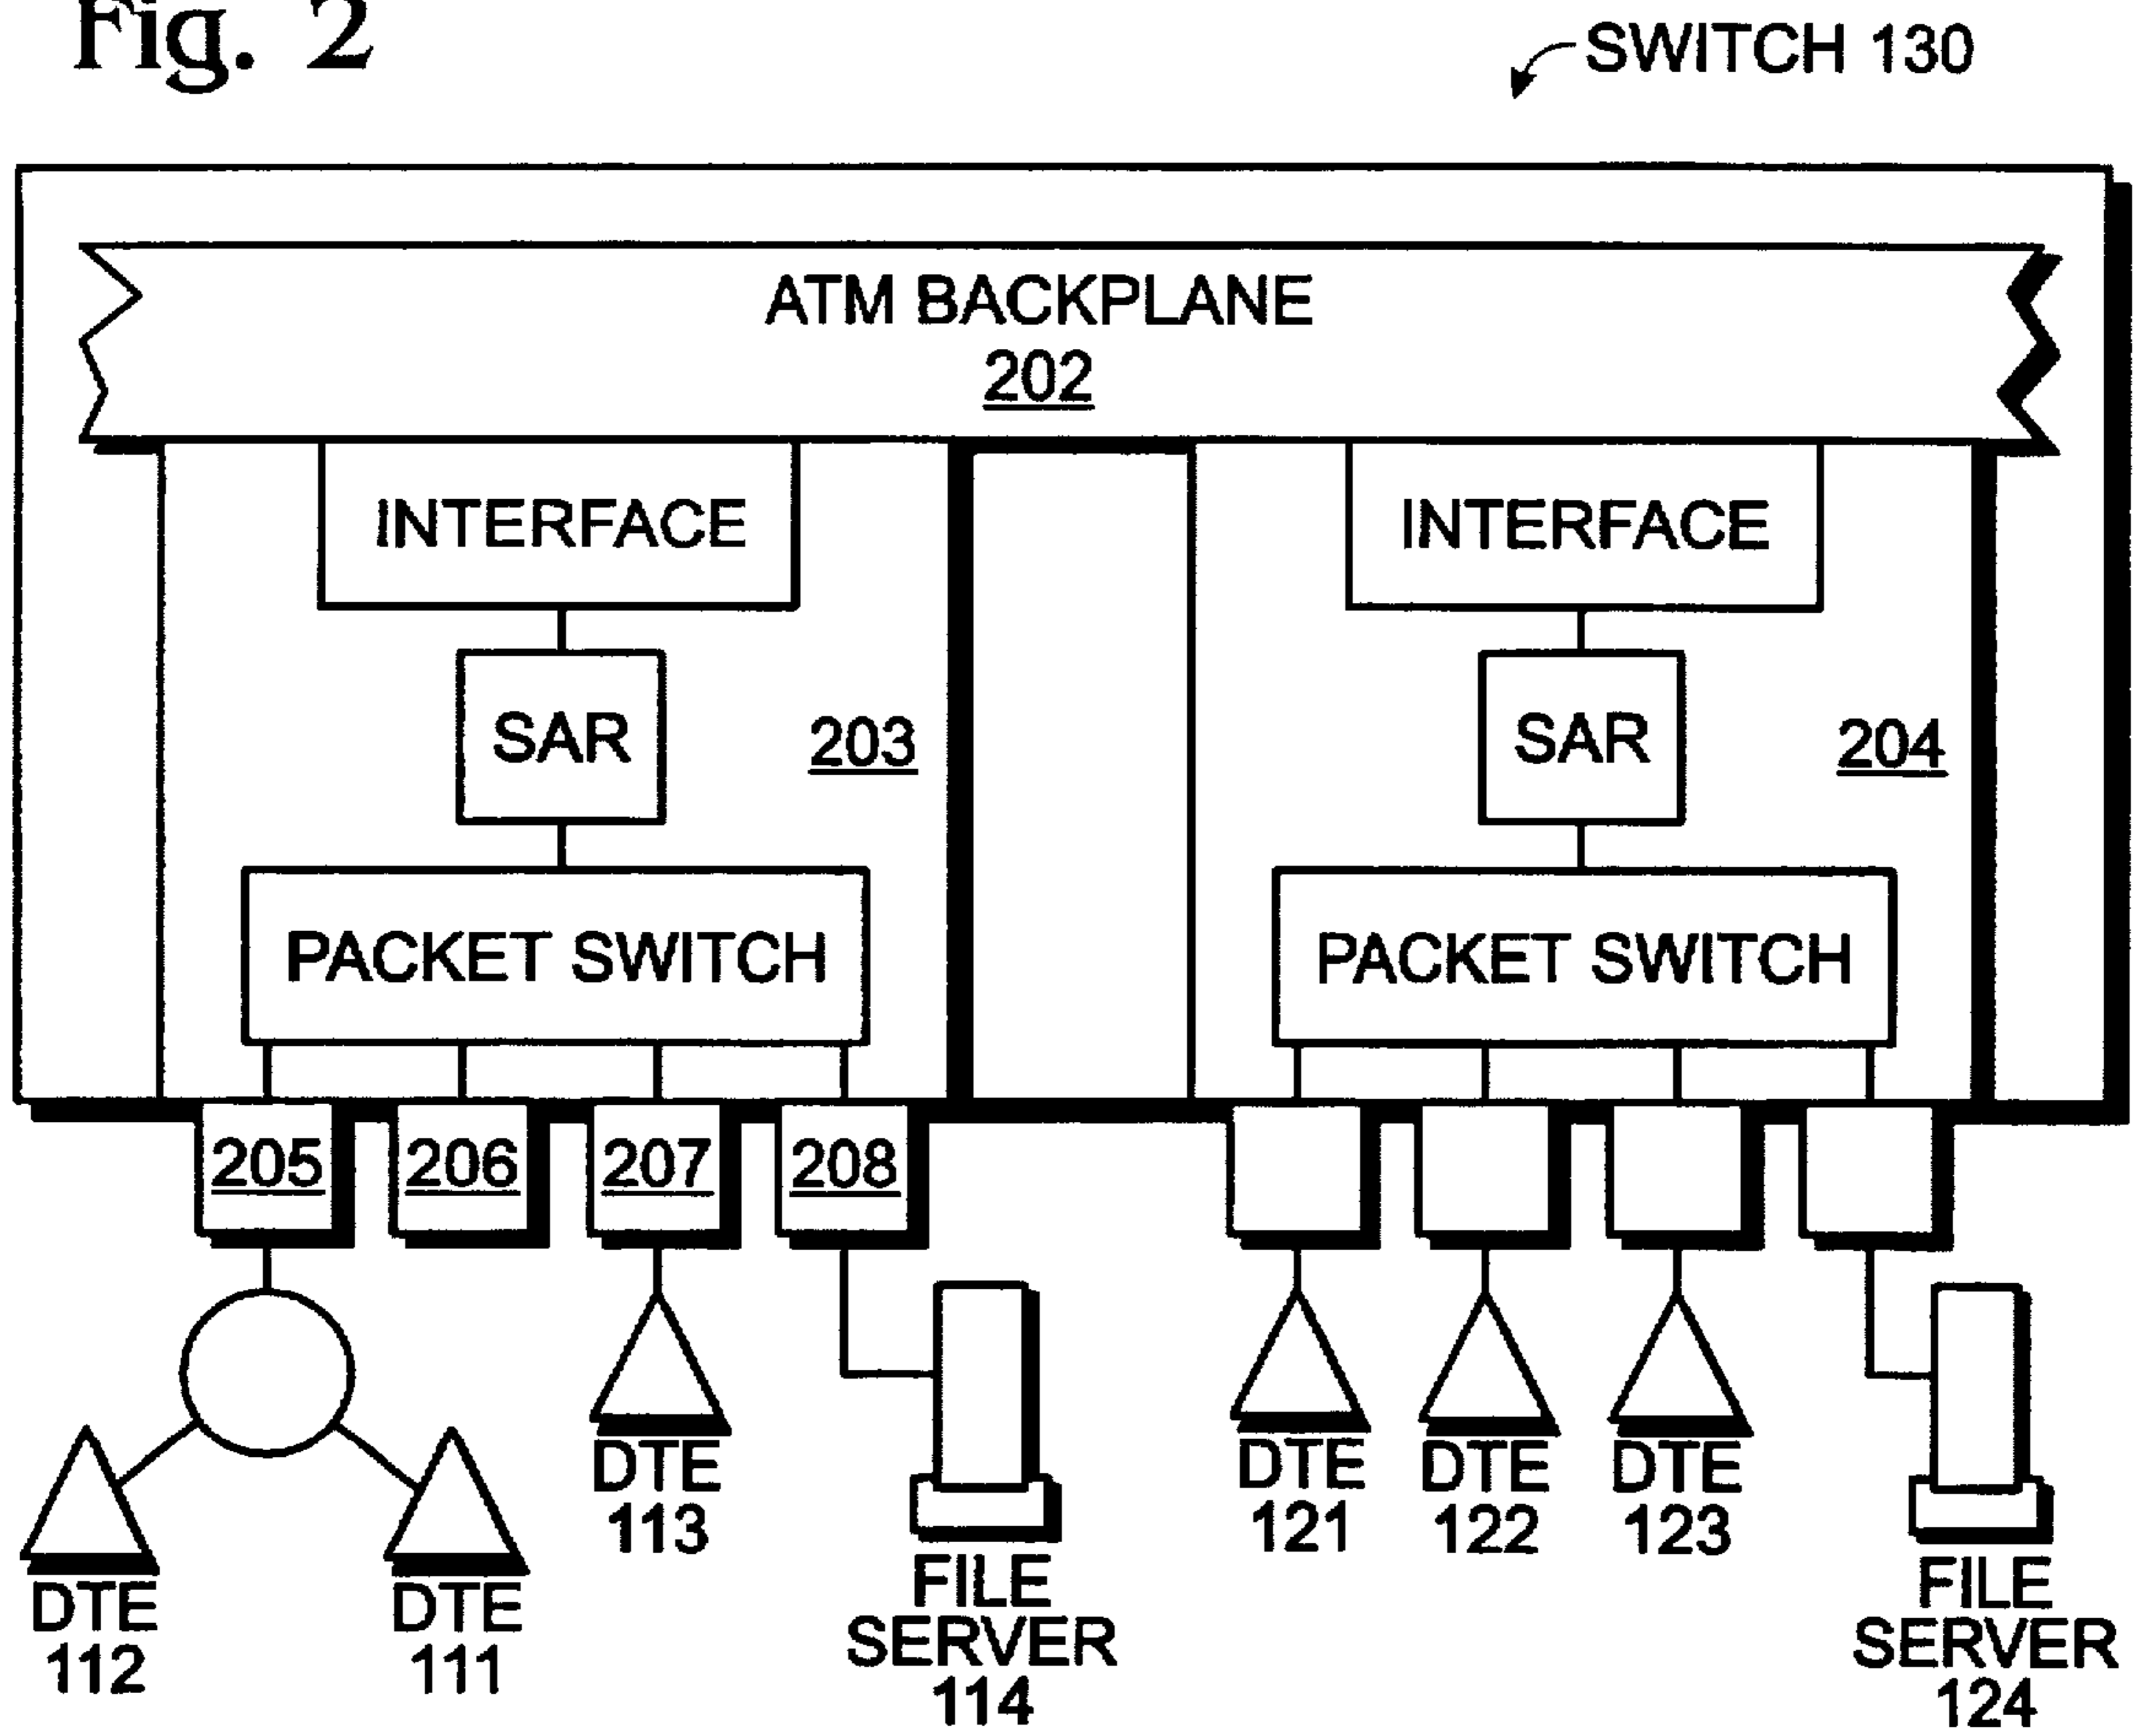 Fig. 2
SWITCH 130
ATM BACKPLANE
202
INTERFACE
INTERFACE
SAR
203
SAR
204
PACKET SWITCH
PACKET SWITCH
205
206
207
208
DTE
112
DTE
111
DTE
113
FILE
SERVER
114
DTE
121
DTE
122
DTE
123
FILE
SERVER
124